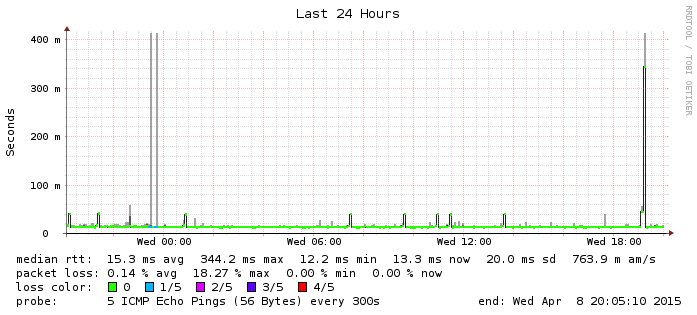 Last 24 Hours
RRDTOOL / TOBI OETIKER
Seconds
400 m
300 m
200 m
100 m
0
Wed 00:00 Wed 06:00 Wed 12:00 Wed 18:00
median rtt: 15.3 ms avg 344.2 ms max 12.2 ms min 13.3 ms now 20.0 ms sd 763.9 m am/s
packet loss: 0.14 % avg 18.27 % max 0.00 % min 0.00 % now
loss color: 0 1/5 2/5 3/5 4/5
probe: 5 ICMP Echo Pings (56 Bytes) every 300s end: Wed Apr 8 20:05:10 2015